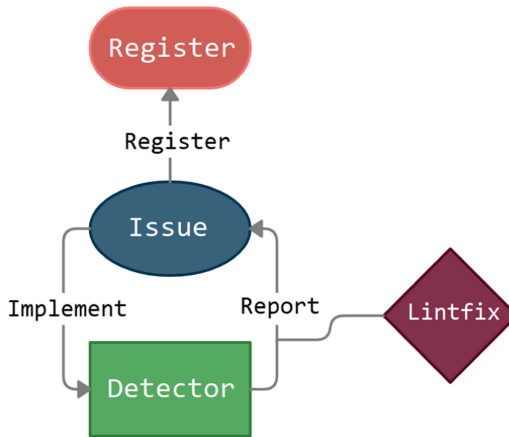 Register
Register
Issue
Implement
Report
Lintfix
Detector